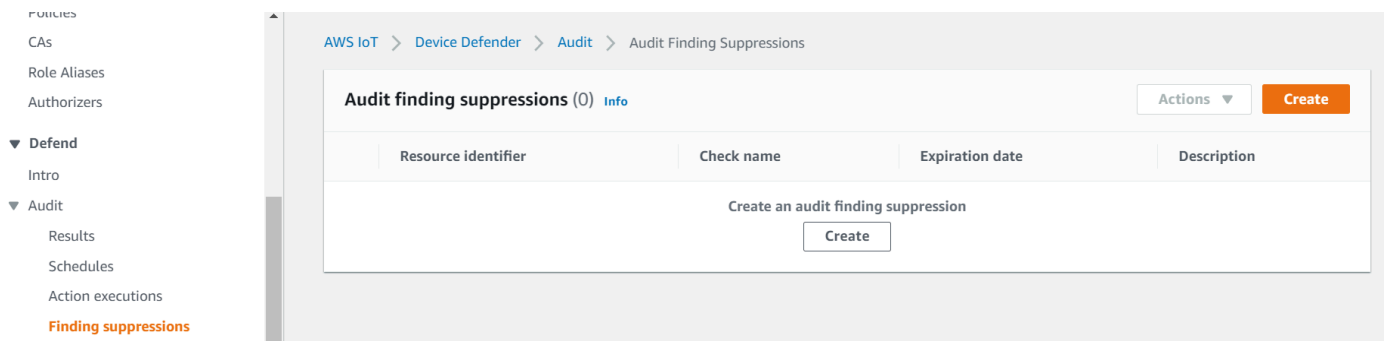 Policies
CAs
Role Aliases
Authorizers
Defend
Intro
Audit
Results
Schedules
Action executions
Finding suppressions
AWS IoT > Device Defender > Audit > Audit Finding Suppressions
Audit finding suppressions (0) Info
Actions
Create
Resource identifier Check name Expiration date Description
Create an audit finding suppression
Create